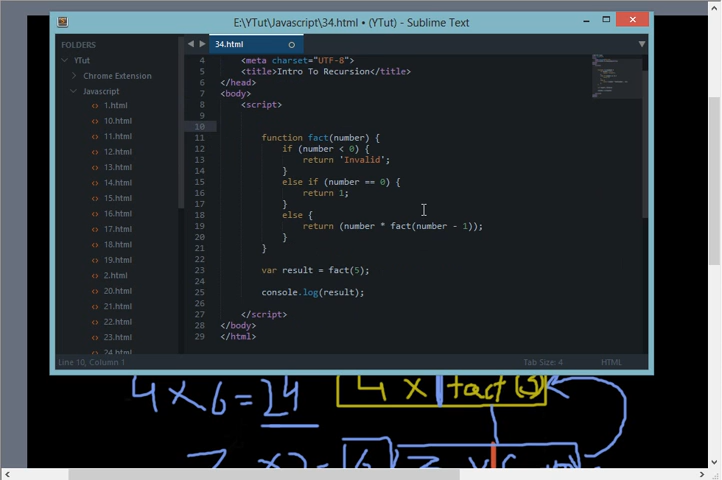 E:\YTut\Javascript\34.html • (YTut) - Sublime Text
FOLDERS
YTut
Chrome Extension
Javascript
1.html
10.html
11.html
12.html
13.html
14.html
15.html
16.html
17.html
18.html
19.html
2.html
20.html
21.html
22.html
23.html
24.html
34.html
4 <meta charset="UTF-8">
5 <title>Intro To Recursion</title>
6 </head>
7 <body>
8 <script>
9
10
11 function fact(number) {
12 if (number < 0) {
13 return 'Invalid';
14 }
15 else if (number == 0) {
16 return 1;
17 }
18 else {
19 return (number * fact(number - 1));
20 }
21 }
22
23 var result = fact(5);
24
25 console.log(result);
26
27 </script>
28 </body>
29 </html>
Line 10, Column 1
Tab Size: 4
HTML
4 x 6 = 24
4 x fact(3)